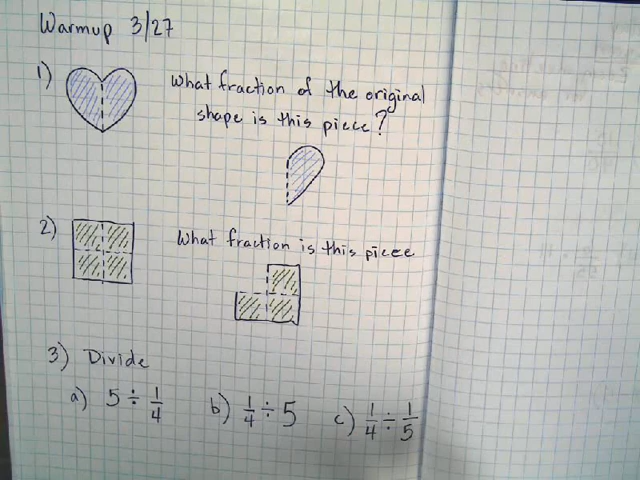 Warmup 3/27
1) What fraction of the original
shape is this piece?
2) What fraction is this piece
3) Divide
a) 5 ÷ 1/4 b) 1/4 ÷ 5 c) 1/4 ÷ 1/5